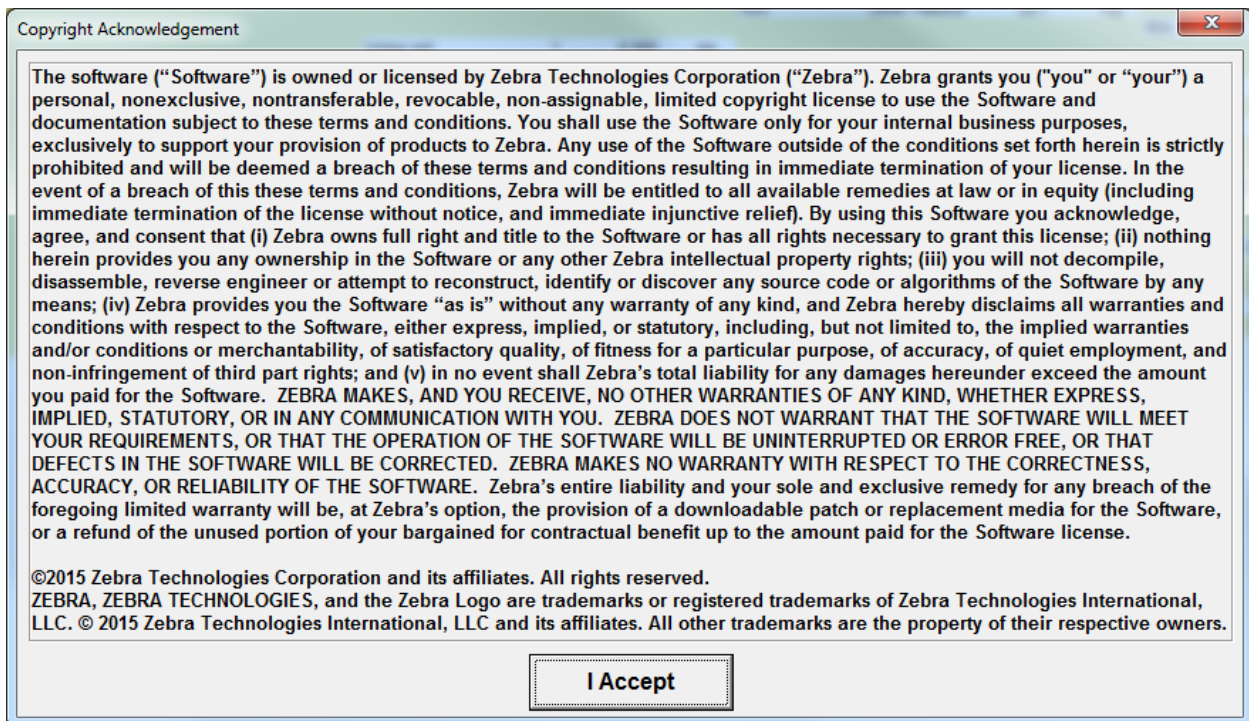 Copyright Acknowledgement
The software (“Software”) is owned or licensed by Zebra Technologies Corporation (“Zebra”). Zebra grants you ("you" or “your”) a
personal, nonexclusive, nontransferable, revocable, non-assignable, limited copyright license to use the Software and
documentation subject to these terms and conditions. You shall use the Software only for your internal business purposes,
exclusively to support your provision of products to Zebra. Any use of the Software outside of the conditions set forth herein is strictly
prohibited and will be deemed a breach of these terms and conditions resulting in immediate termination of your license. In the
event of a breach of this these terms and conditions, Zebra will be entitled to all available remedies at law or in equity (including
immediate termination of the license without notice, and immediate injunctive relief). By using this Software you acknowledge,
agree, and consent that (i) Zebra owns full right and title to the Software or has all rights necessary to grant this license; (ii) nothing
herein provides you any ownership in the Software or any other Zebra intellectual property rights; (iii) you will not decompile,
disassemble, reverse engineer or attempt to reconstruct, identify or discover any source code or algorithms of the Software by any
means; (iv) Zebra provides you the Software “as is” without any warranty of any kind, and Zebra hereby disclaims all warranties and
conditions with respect to the Software, either express, implied, or statutory, including, but not limited to, the implied warranties
and/or conditions or merchantability, of satisfactory quality, of fitness for a particular purpose, of accuracy, of quiet employment, and
non-infringement of third part rights; and (v) in no event shall Zebra’s total liability for any damages hereunder exceed the amount
you paid for the Software.  ZEBRA MAKES, AND YOU RECEIVE, NO OTHER WARRANTIES OF ANY KIND, WHETHER EXPRESS,
IMPLIED, STATUTORY, OR IN ANY COMMUNICATION WITH YOU.  ZEBRA DOES NOT WARRANT THAT THE SOFTWARE WILL MEET
YOUR REQUIREMENTS, OR THAT THE OPERATION OF THE SOFTWARE WILL BE UNINTERRUPTED OR ERROR FREE, OR THAT
DEFECTS IN THE SOFTWARE WILL BE CORRECTED.  ZEBRA MAKES NO WARRANTY WITH RESPECT TO THE CORRECTNESS,
ACCURACY, OR RELIABILITY OF THE SOFTWARE.  Zebra’s entire liability and your sole and exclusive remedy for any breach of the
foregoing limited warranty will be, at Zebra’s option, the provision of a downloadable patch or replacement media for the Software,
or a refund of the unused portion of your bargained for contractual benefit up to the amount paid for the Software license.
©2015 Zebra Technologies Corporation and its affiliates. All rights reserved.
ZEBRA, ZEBRA TECHNOLOGIES, and the Zebra Logo are trademarks or registered trademarks of Zebra Technologies International,
LLC. © 2015 Zebra Technologies International, LLC and its affiliates. All other trademarks are the property of their respective owners.
I Accept